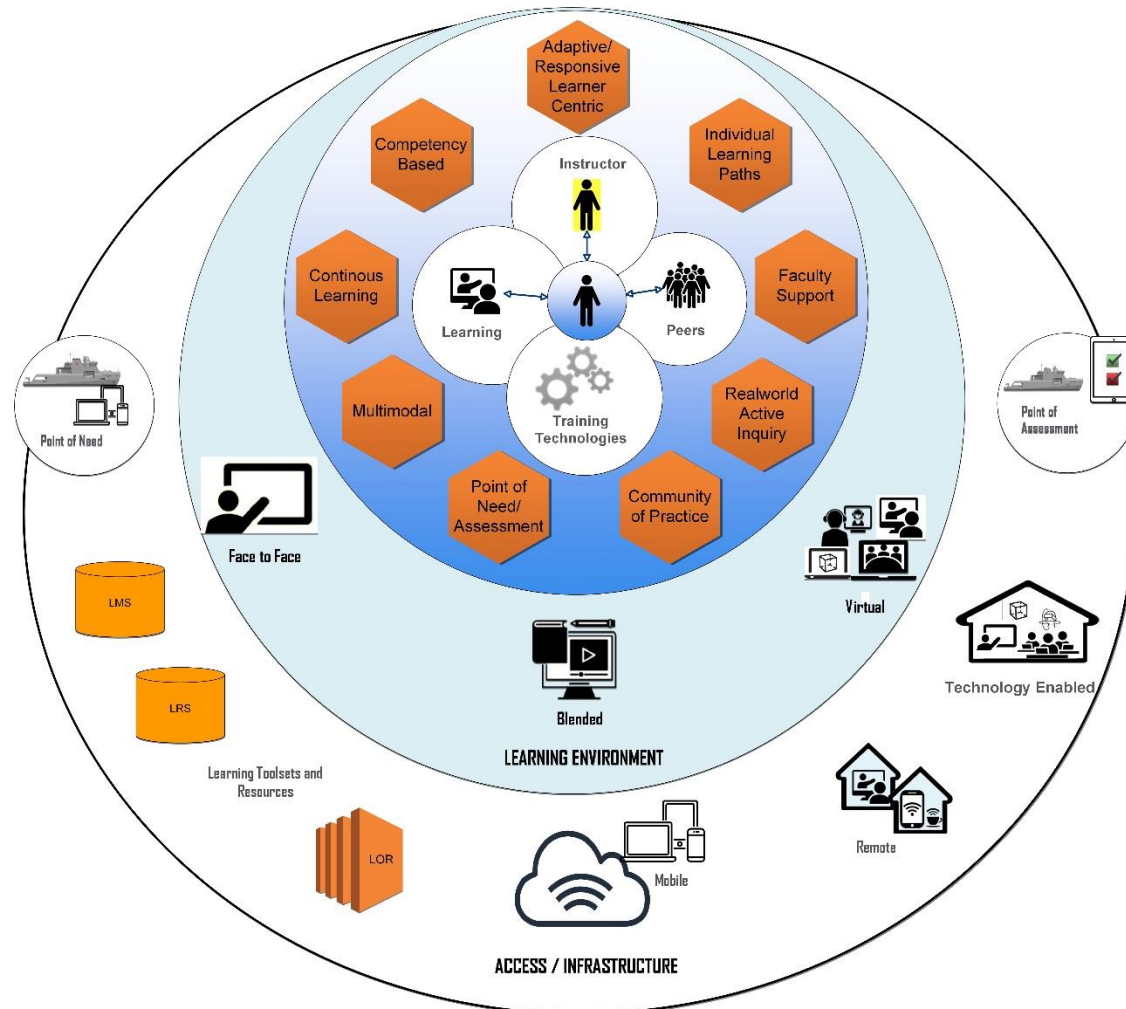 Adaptive/
Responsive
Learner
Centric
Competency
Based
Individual
Learning
Paths
Instructor
Continous
Learning
Learning
Peers
Faculty
Support
Multimodal
Training
Technologies
Realworld
Active
Inquiry
Point of
Need/
Assessment
Community
of Practice
Point of Need
Point of
Assessment
Face to Face
Virtual
Blended
LEARNING ENVIRONMENT
LMS
LRS
Learning Toolsets and
Resources
LOR
Mobile
Remote
Technology Enabled
ACCESS / INFRASTRUCTURE